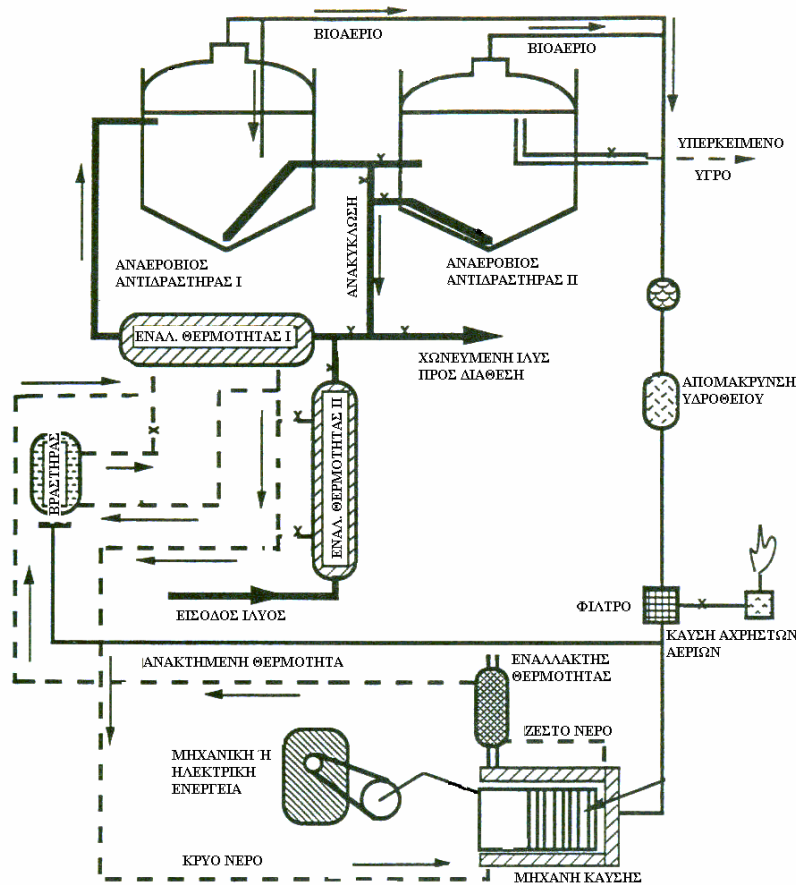 ΒΙΟΑΕΡΙΟ
ΒΙΟΑΕΡΙΟ
ΥΠΕΡΚΕΙΜΕΝΟ
ΥΓΡΟ
ΑΝΑΕΡΟΒΙΟΣ
ΑΝΤΙΔΡΑΣΤΗΡΑΣ Ι
ΑΝΑΚΥΚΛΩΣΗ
ΑΝΑΕΡΟΒΙΟΣ
ΑΝΤΙΔΡΑΣΤΗΡΑΣ ΙΙ
ΕΝΑΛ. ΘΕΡΜΟΤΗΤΑΣ Ι
ΧΩΝΕΥΜΕΝΗ ΙΛΥΣ
ΠΡΟΣ ΔΙΑΘΕΣΗ
ΑΠΟΜΑΚΡΥΝΣΗ
ΥΔΡΟΘΕΙΟΥ
ΒΡΑΣΤΗΡΑΣ
ΕΝΑΛ. ΘΕΡΜΟΤΗΤΑΣ ΙΙ
ΕΙΣΟΔΟΣ ΙΛΥΟΣ
ΦΙΛΤΡΟ
ΚΑΥΣΗ ΑΧΡΗΣΤΩΝ
ΑΕΡΙΩΝ
ΑΝΑΚΤΗΜΕΝΗ ΘΕΡΜΟΤΗΤΑ
ΕΝΑΛΛΑΚΤΗΣ
ΘΕΡΜΟΤΗΤΑΣ
ΖΕΣΤΟ ΝΕΡΟ
ΜΗΧΑΝΙΚΗ Ή
ΗΛΕΚΤΡΙΚΗ
ΕΝΕΡΓΕΙΑ
ΚΡΥΟ ΝΕΡΟ
ΜΗΧΑΝΗ ΚΑΥΣΗΣ